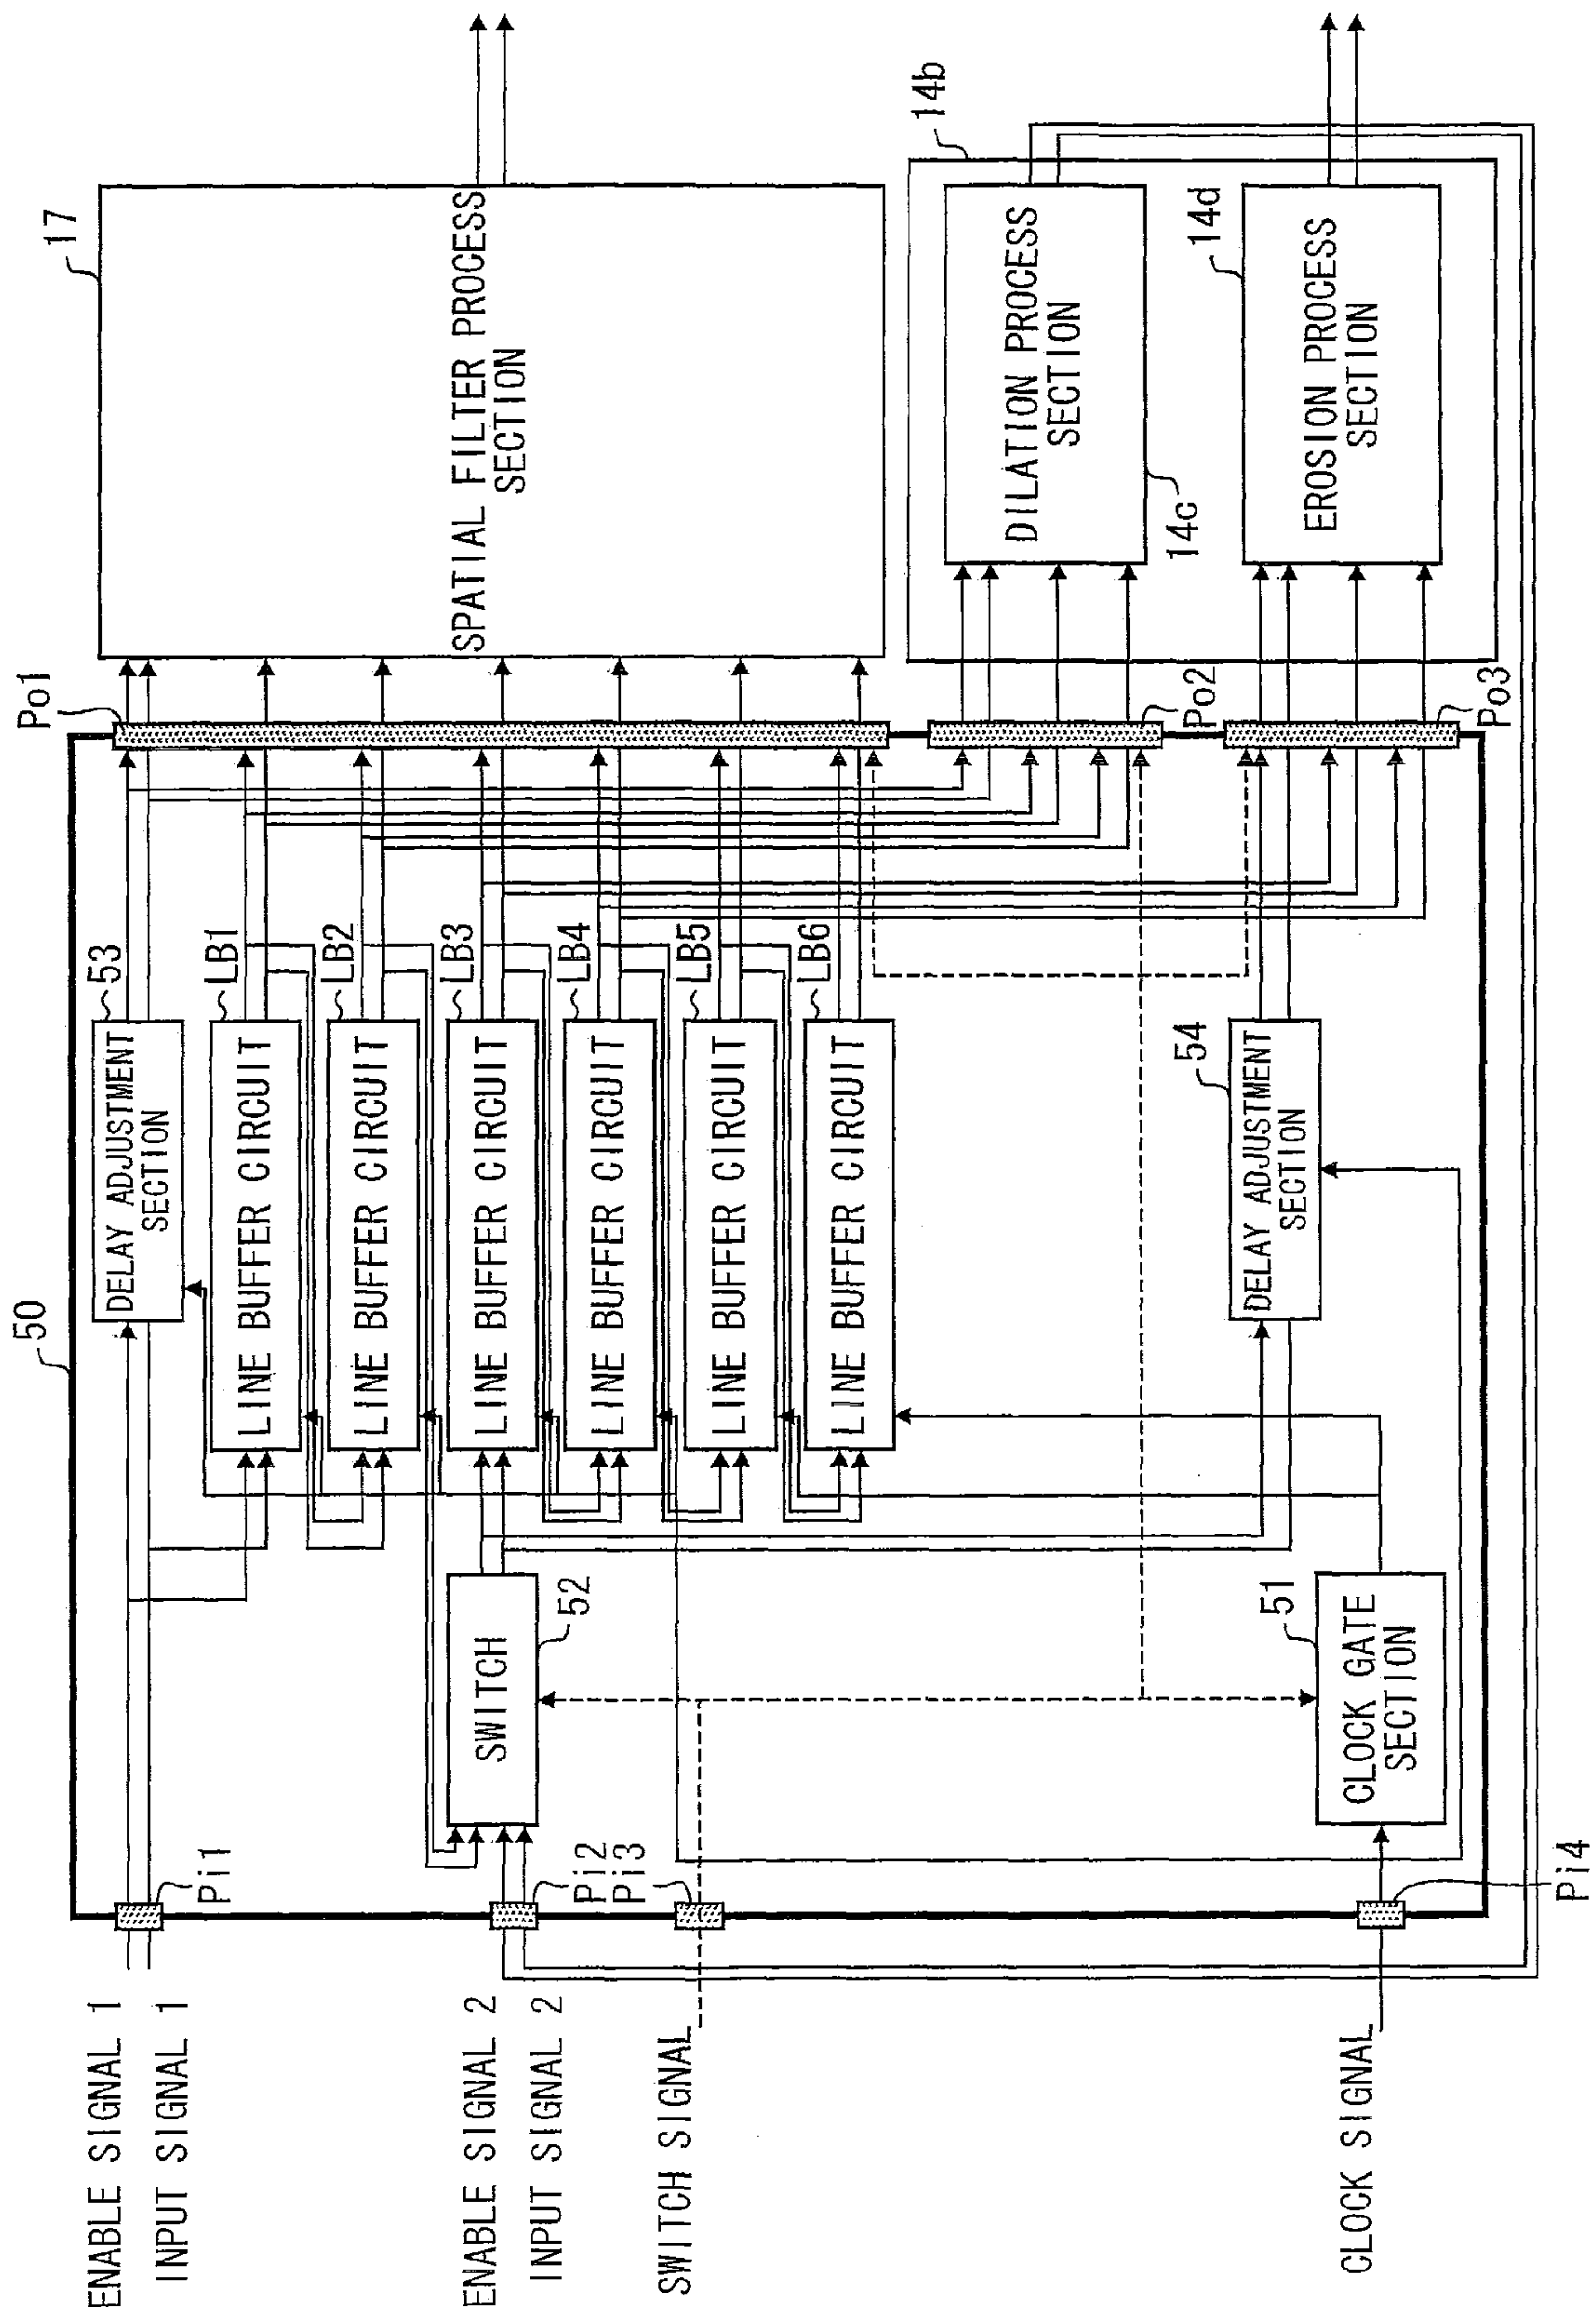 ENABLE SIGNAL 1
INPUT SIGNAL 1
ENABLE SIGNAL 2
INPUT SIGNAL 2
SWITCH SIGNAL
CLOCK SIGNAL
50
Pi1
Pi2
Pi3
Pi4
SWITCH
52
CLOCK GATE
SECTION
51
DELAY ADJUSTMENT
SECTION
53
LINE BUFFER CIRCUIT
LB1
LINE BUFFER CIRCUIT
LB2
LINE BUFFER CIRCUIT
LB3
LINE BUFFER CIRCUIT
LB4
LINE BUFFER CIRCUIT
LB5
LINE BUFFER CIRCUIT
LB6
DELAY ADJUSTMENT
SECTION
54
Po1
Po2
Po3
17
SPATIAL FILTER PROCESS
SECTION
14b
DILATION PROCESS
SECTION
14c
EROSION PROCESS
SECTION
14d